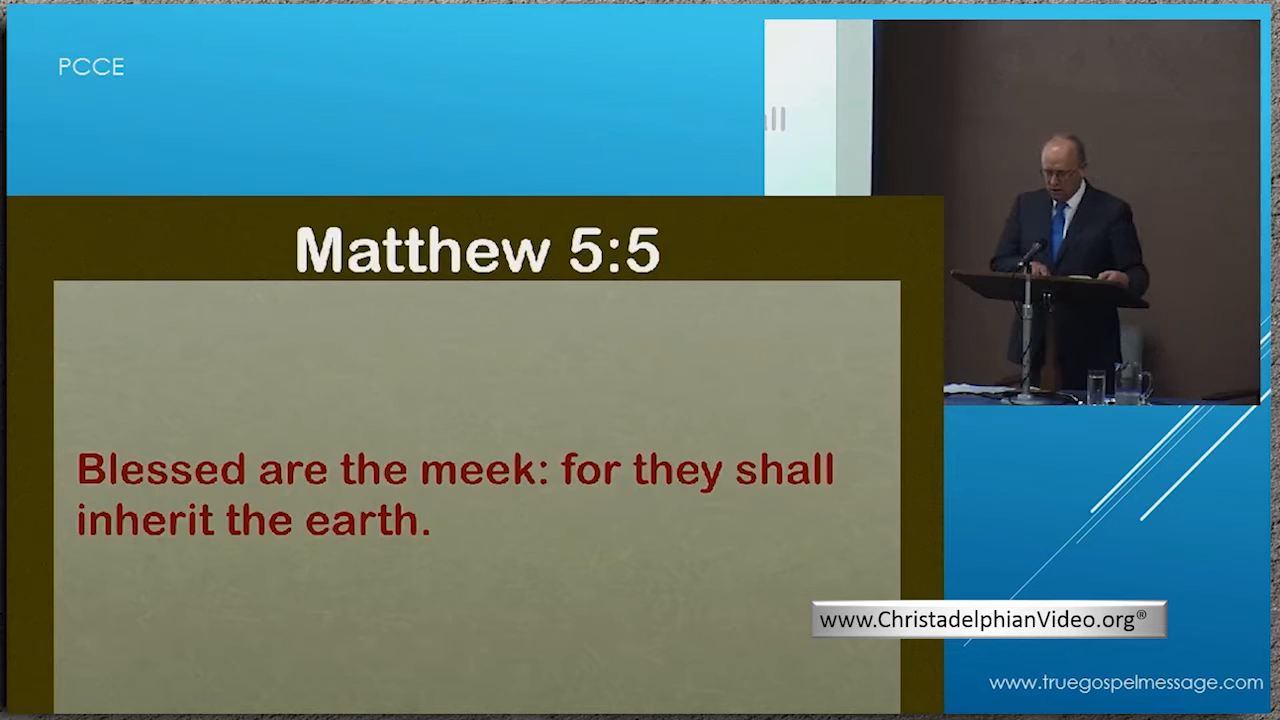 PCCE
Matthew 5:5
Blessed are the meek: for they shall
inherit the earth.
www.ChristadelphianVideo.org®
www.truegospelmessage.com